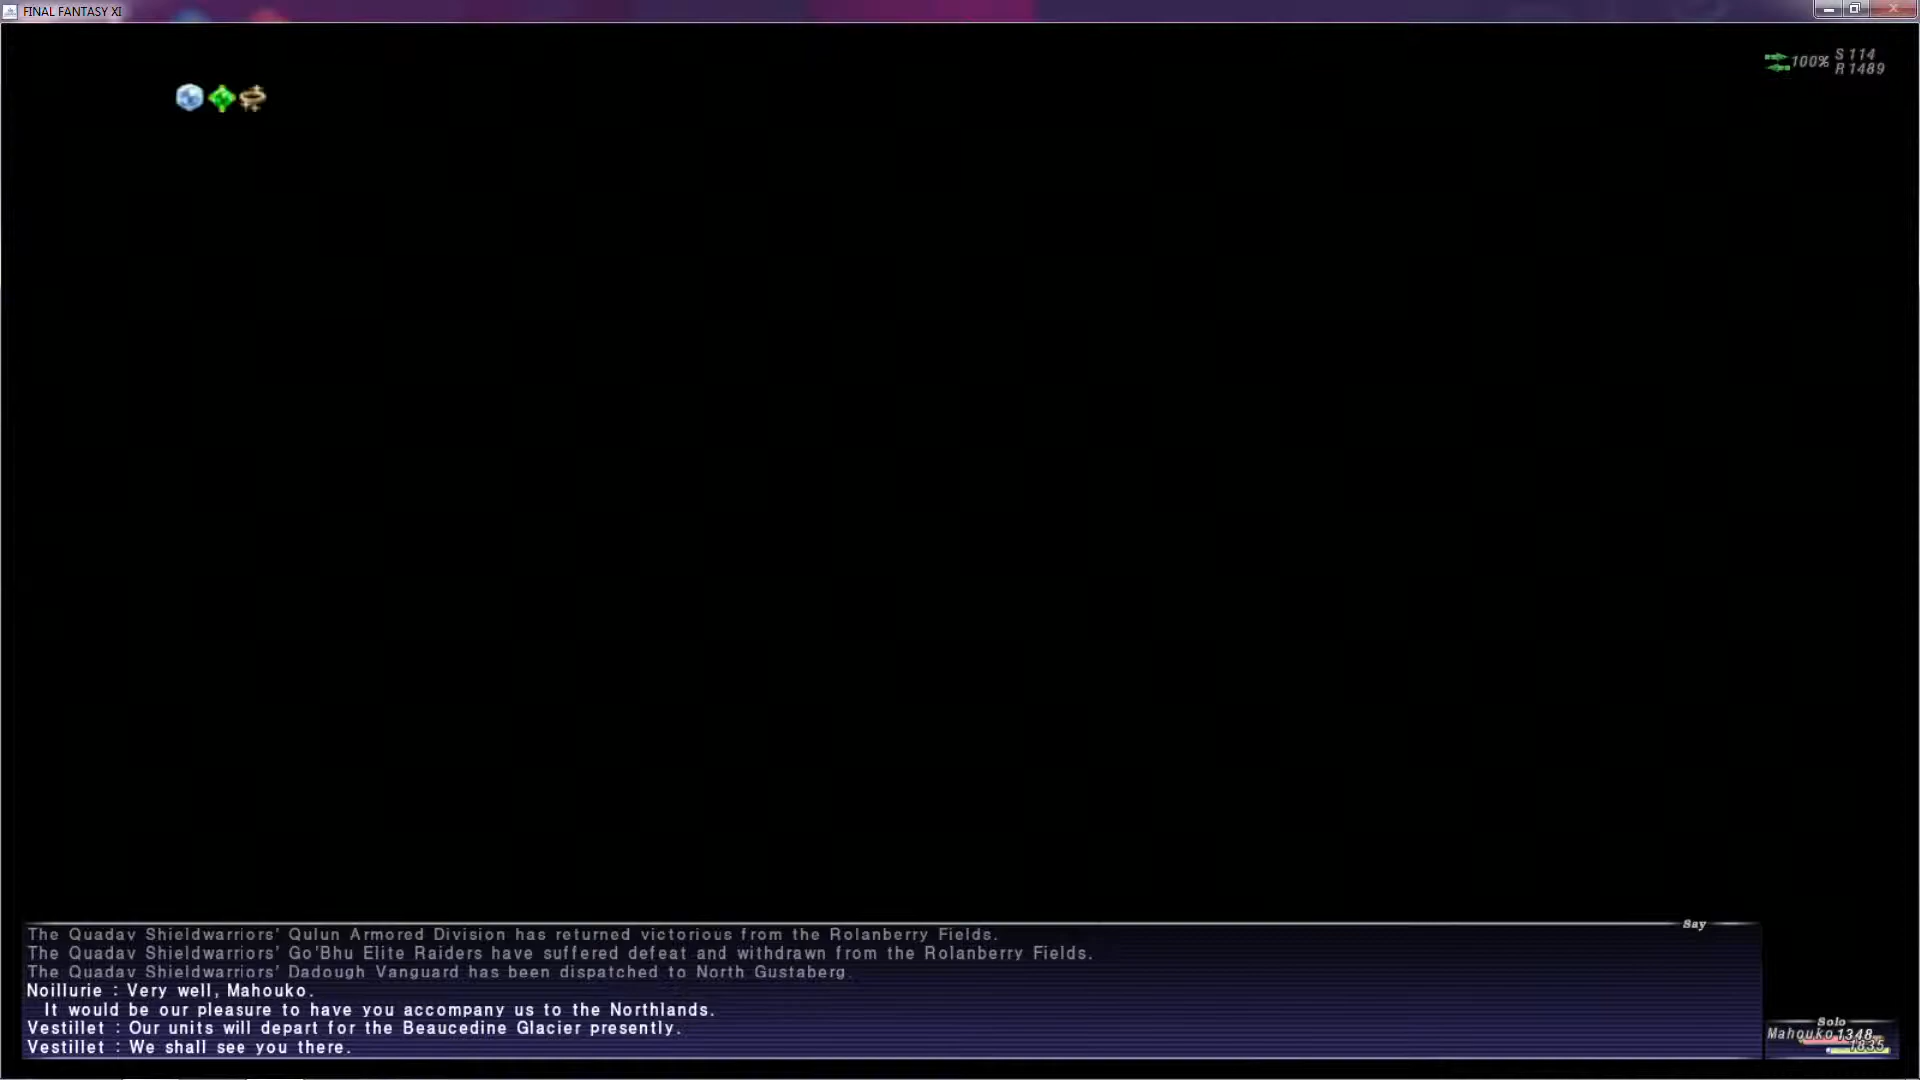 FINAL FANTASY XI
100% S 114
R 1489
Say
The Quadav Shieldwarriors' Qulun Armored Division has returned victorious from the Rolanberry Fields.
The Quadav Shieldwarriors' Go'Bhu Elite Raiders have suffered defeat and withdrawn from the Rolanberry Fields.
The Quadav Shieldwarriors' Dadough Vanguard has been dispatched to North Gustaberg.
Noillurie : Very well, Mahouko.
It would be our pleasure to have you accompany us to the Northlands.
Vestillet : Our units will depart for the Beaucedine Glacier presently.
Vestillet : We shall see you there.
Solo
Mahouko 1348
1835